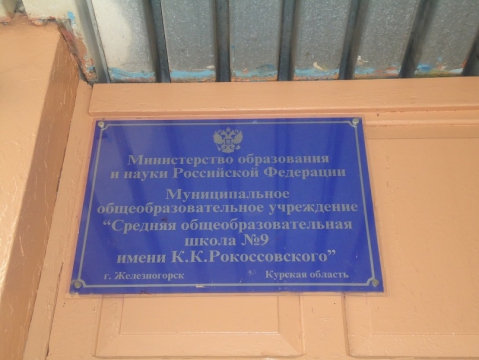 Министерство образования
и науки Российской Федерации
Муниципальное
общеобразовательное учреждение
“Средняя общеобразовательная
школа №9
имени К.К.Рокоссовского”
г. Железногорск Курская область